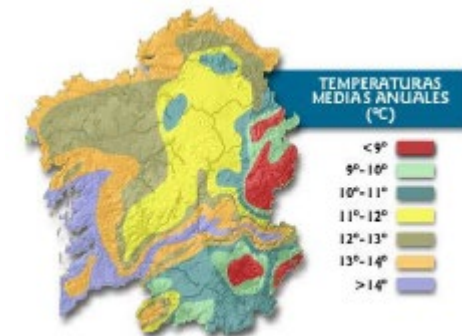 TEMPERATURAS
MEDIAS ANUALES
(ºC)
<9º
9º-10º
10º-11º
11º-12º
12º-13º
13º-14º
>14º